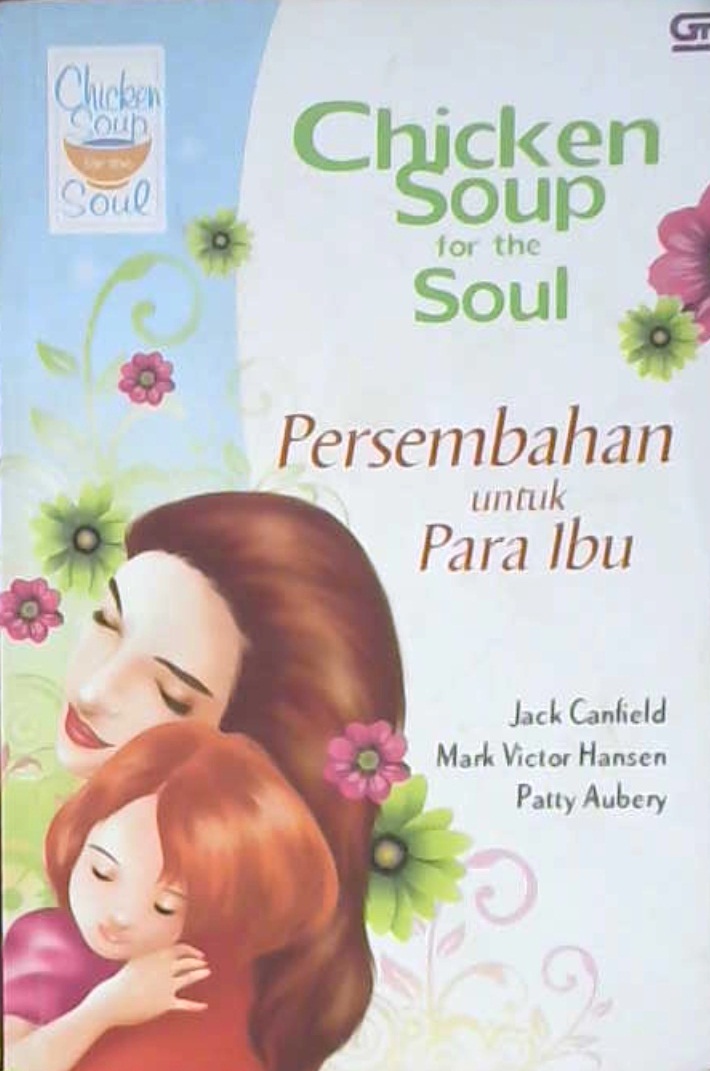 Chicken
Soup
for the
Soul
Chicken
Soup
for the
Soul
Persembahan
untuk
Para Ibu
Jack Canfield
Mark Victor Hansen
Patty Aubery